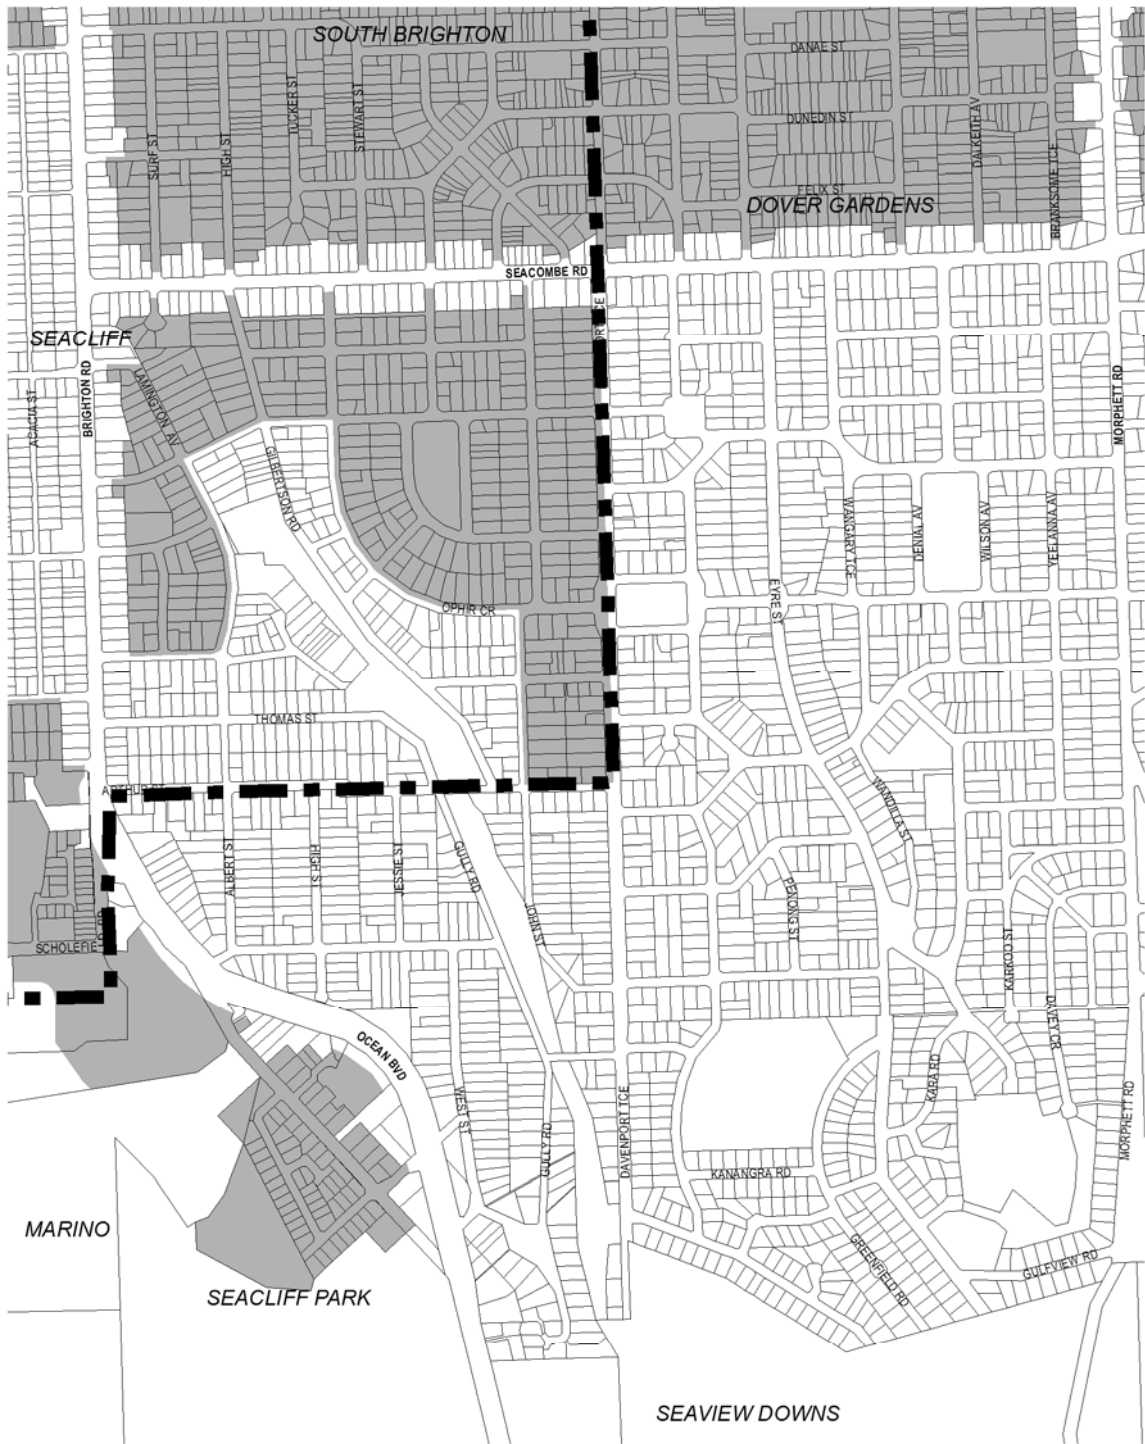 SOUTH BRIGHTON
DANAE ST
TUCKER ST
STEWART ST
DUNEDIN ST
DALKEITH AV
SURF ST
HIGH ST
FELIX ST
BRANKSOME TCE
DOVER GARDENS
SEACOMBE RD
SEACLIFF
BRIGHTON RD
LAMINGTON AV
ACACIA ST
MORPHETT RD
GILBERTSON RD
WANGARY TCE
DENIAL AV
WILSON AV
YEELANNA AV
EYRE ST
OPHIR CR
THOMAS ST
WANDILLA ST
ALBERT ST
HIGH ST
JESSIE ST
GULLY RD
PENONG ST
JOHN ST
KARKOO ST
DAVEY CR
OCEAN BVD
KARA RD
WEST ST
GULLY RD
DAVENPORT TCE
MORPHETT RD
KANANGRA RD
MARINO
GREENFIELD RD
GULFVIEW RD
SEACLIFF PARK
SEAVIEW DOWNS